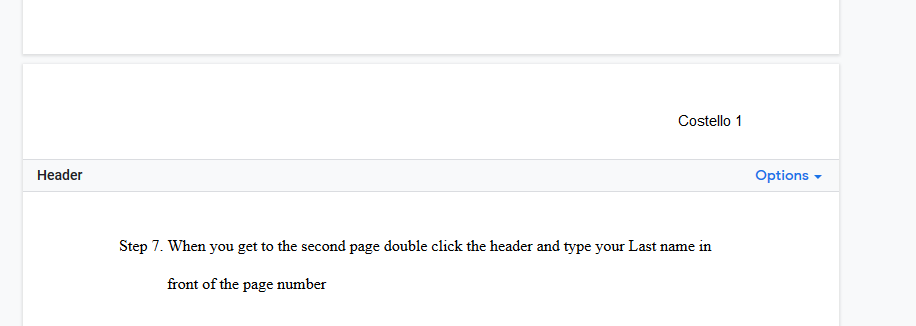 Costello 1
Header
Options
Step 7. When you get to the second page double click the header and type your Last name in
front of the page number